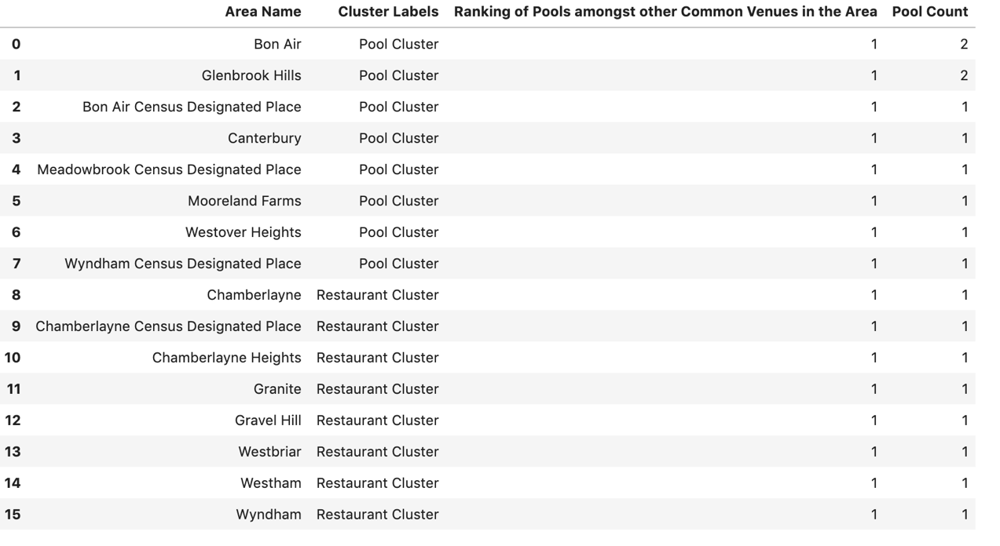 Area Name Cluster Labels Ranking of Pools amongst other Common Venues in the Area Pool Count
0 Bon Air Pool Cluster 1 2
1 Glenbrook Hills Pool Cluster 1 2
2 Bon Air Census Designated Place Pool Cluster 1 1
3 Canterbury Pool Cluster 1 1
4 Meadowbrook Census Designated Place Pool Cluster 1 1
5 Mooreland Farms Pool Cluster 1 1
6 Westover Heights Pool Cluster 1 1
7 Wyndham Census Designated Place Pool Cluster 1 1
8 Chamberlayne Restaurant Cluster 1 1
9 Chamberlayne Census Designated Place Restaurant Cluster 1 1
10 Chamberlayne Heights Restaurant Cluster 1 1
11 Granite Restaurant Cluster 1 1
12 Gravel Hill Restaurant Cluster 1 1
13 Westbriar Restaurant Cluster 1 1
14 Westham Restaurant Cluster 1 1
15 Wyndham Restaurant Cluster 1 1